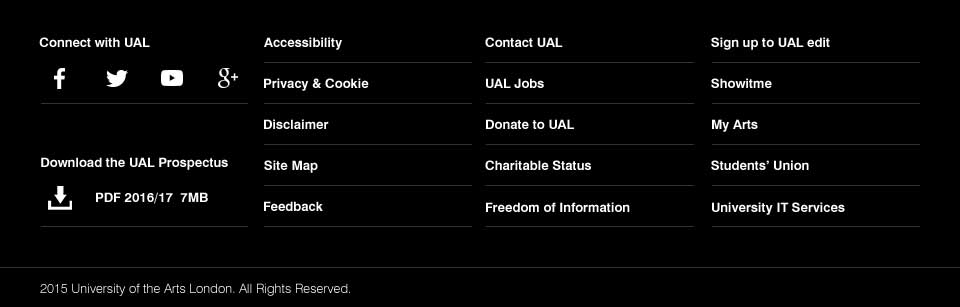 Connect with UAL
Download the UAL Prospectus
PDF 2016/17 7MB
Accessibility
Privacy & Cookie
Disclaimer
Site Map
Feedback
Contact UAL
UAL Jobs
Donate to UAL
Charitable Status
Freedom of Information
Sign up to UAL edit
Showitme
My Arts
Students’ Union
University IT Services
2015 University of the Arts London. All Rights Reserved.